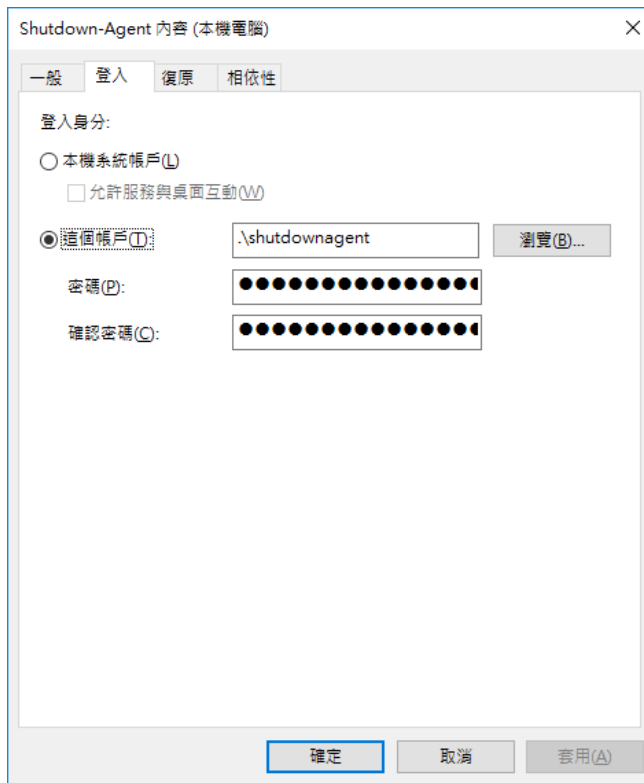 Shutdown-Agent 內容 (本機電腦)
一般 登入 復原 相依性
登入身分:
本機系統帳戶(L)
允許服務與桌面互動(W)
這個帳戶(T): .\shutdownagent 瀏覽(B)...
密碼(P): ●●●●●●●●●●●●●●●
確認密碼(C): ●●●●●●●●●●●●●●●
確定 取消 套用(A)